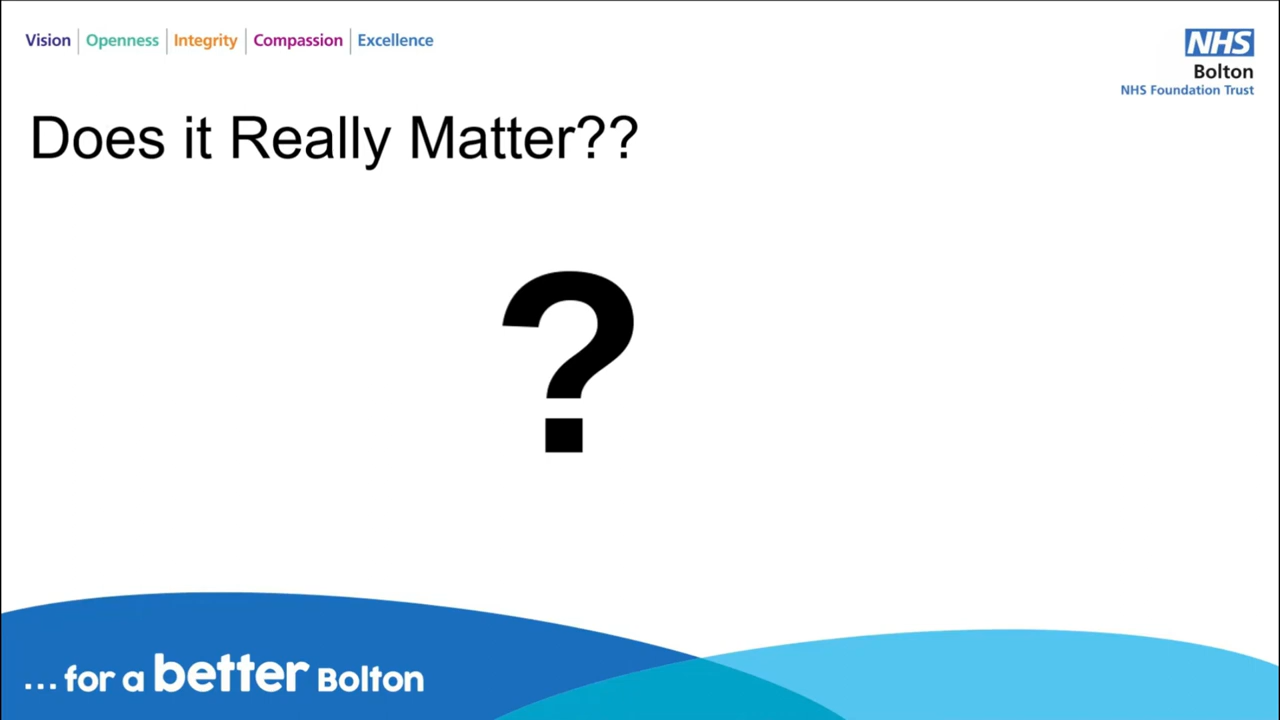 Vision | Openness | Integrity | Compassion | Excellence
NHS
Bolton
NHS Foundation Trust
Does it Really Matter??
?
...for a better Bolton